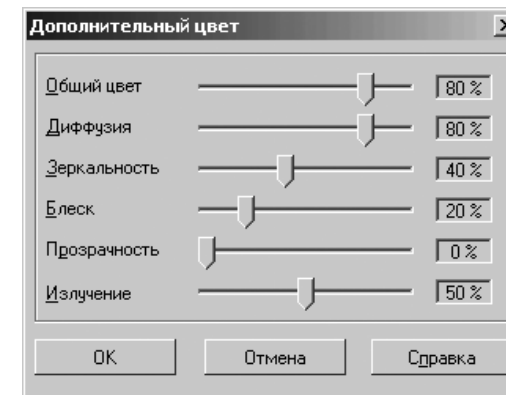 Дополнительный цвет
Общий цвет 80 %
Диффузия 80 %
Зеркальность 40 %
Блеск 20 %
Прозрачность 0 %
Излучение 50 %
OK Отмена Справка